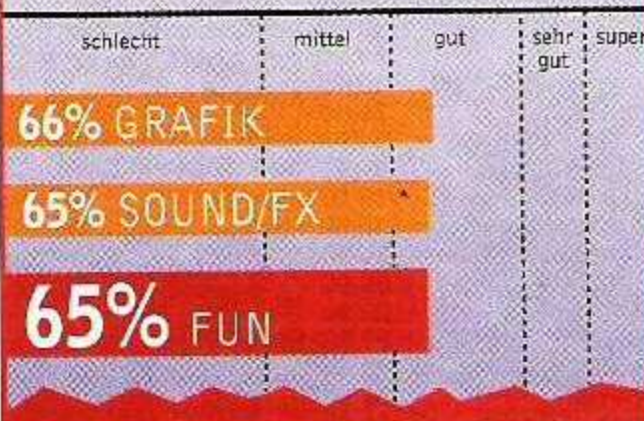 schlecht mittel gut sehr gut super
66% GRAFIK
65% SOUND/FX
65% FUN